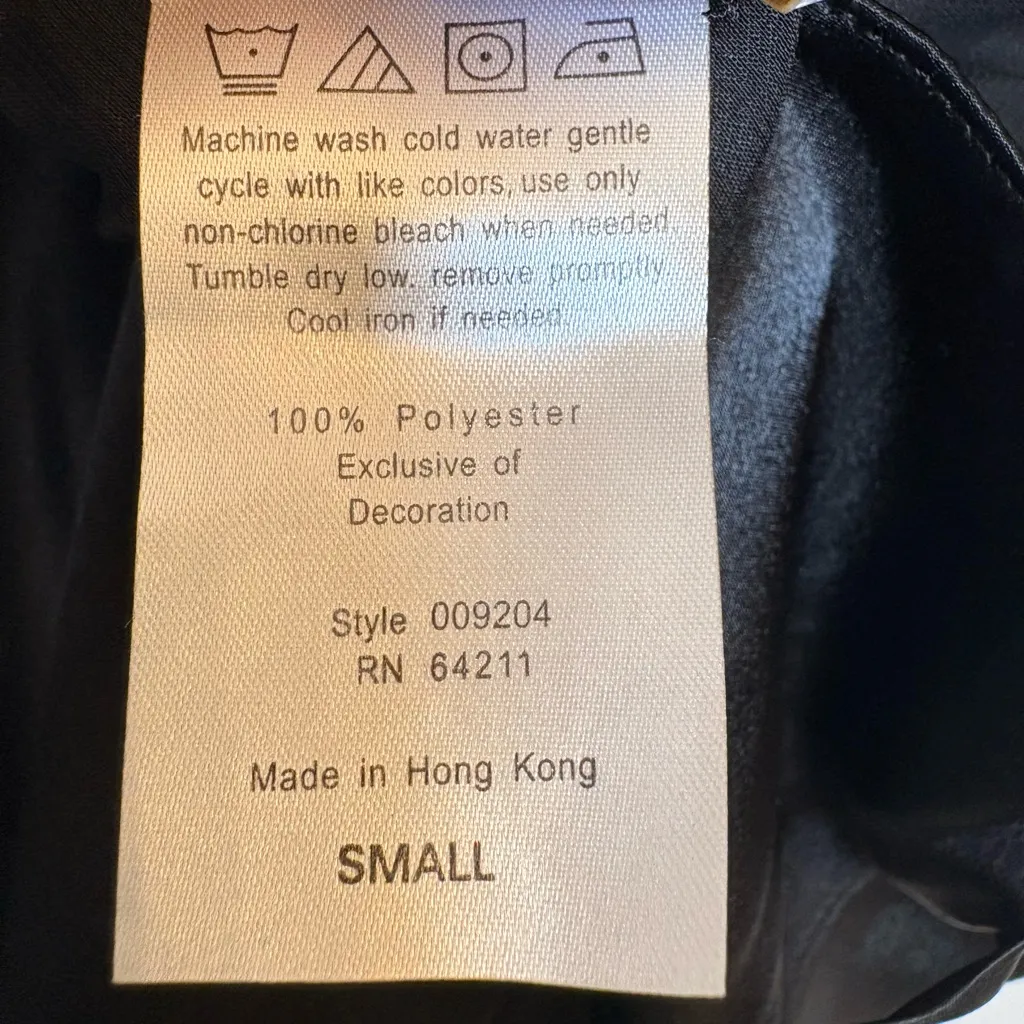 Machine wash cold water gentle
cycle with like colors, use only
non-chlorine bleach when needed.
Tumble dry low. remove promptly.
Cool iron if needed.
100% Polyester
Exclusive of
Decoration
Style 009204
RN 64211
Made in Hong Kong
SMALL